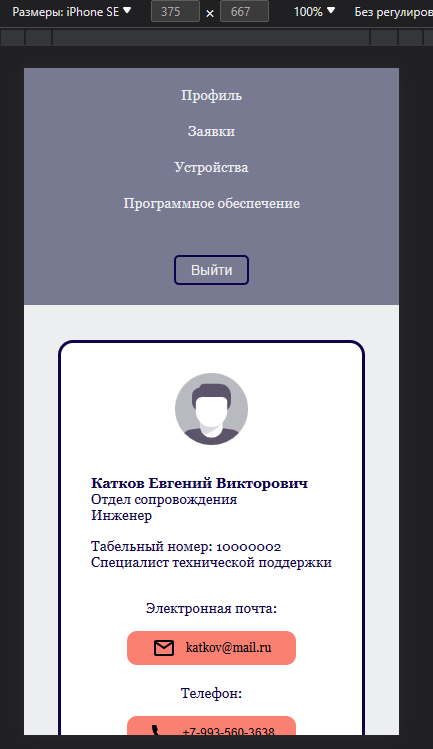 Размеры: iPhone SE 375 × 667 100% Без регулиров
Профиль
Заявки
Устройства
Программное обеспечение
Выйти
Катков Евгений Викторович
Отдел сопровождения
Инженер
Табельный номер: 10000002
Специалист технической поддержки
Электронная почта:
katkov@mail.ru
Телефон:
+7-993-560-3638